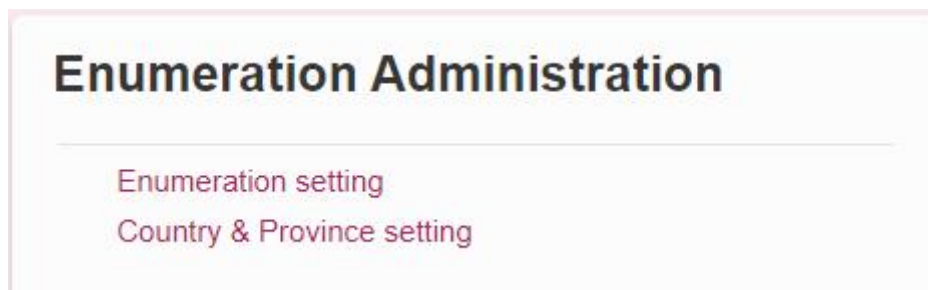 Enumeration Administration
Enumeration setting
Country & Province setting